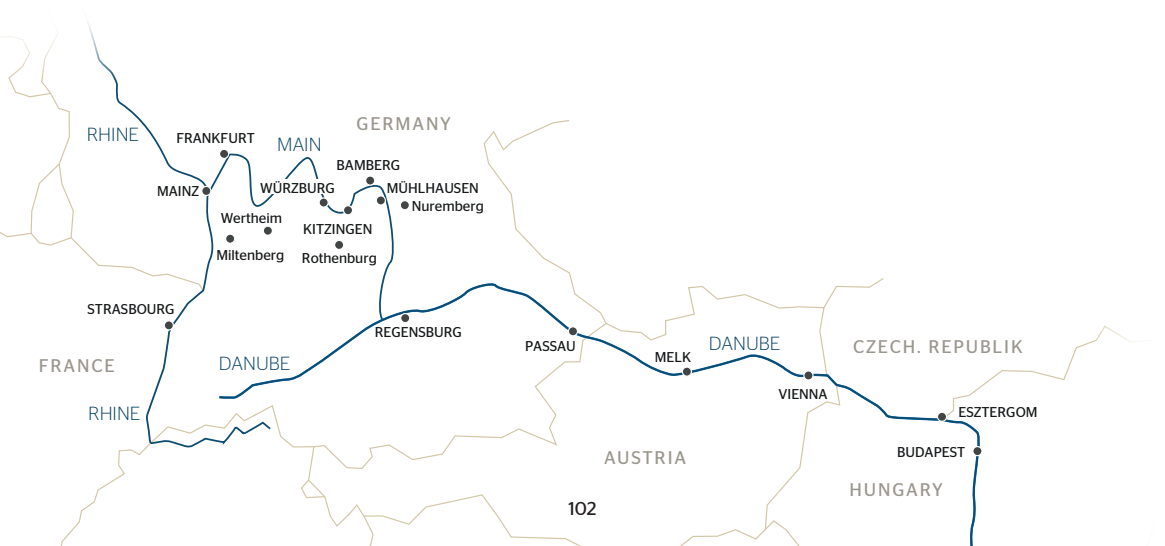 GERMANY
RHINE
FRANKFURT
MAIN
BAMBERG
MAINZ
WÜRZBURG
MÜHLHAUSEN
Nuremberg
Wertheim
KITZINGEN
Miltenberg
Rothenburg
STRASBOURG
REGENSBURG
PASSAU
FRANCE
DANUBE
MELK
DANUBE
CZECH. REPUBLIK
VIENNA
RHINE
ESZTERGOM
BUDAPEST
AUSTRIA
HUNGARY
102